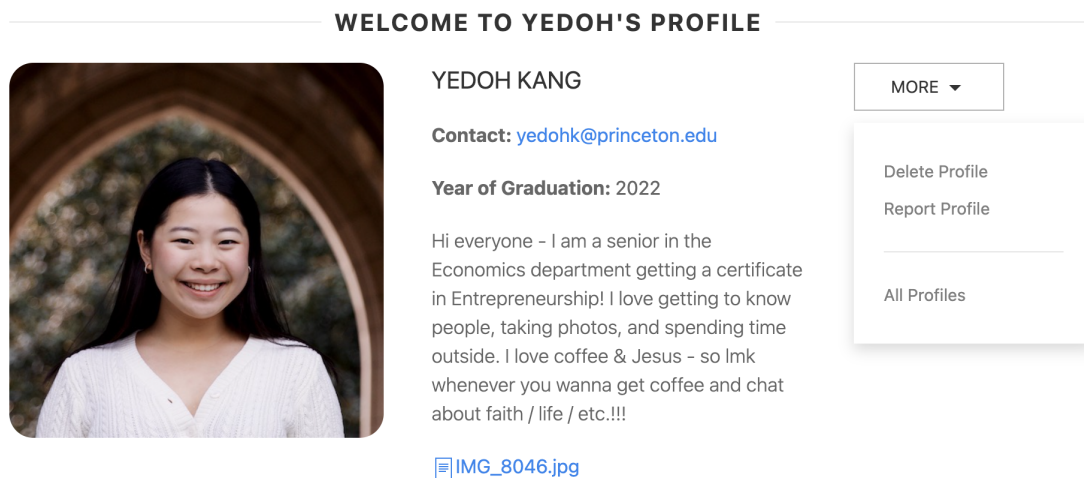 WELCOME TO YEDOH'S PROFILE
YEDOH KANG
Contact: yedohk@princeton.edu
Year of Graduation: 2022
Hi everyone - I am a senior in the
Economics department getting a certificate
in Entrepreneurship! I love getting to know
people, taking photos, and spending time
outside. I love coffee & Jesus - so lmk
whenever you wanna get coffee and chat
about faith / life / etc.!!!
IMG_8046.jpg
MORE
Delete Profile
Report Profile
All Profiles